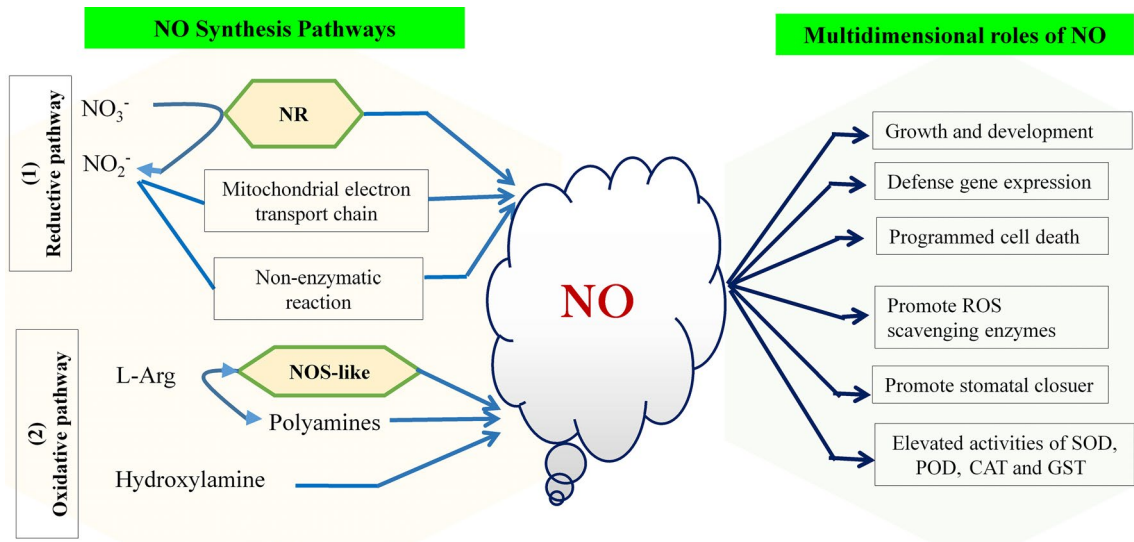 NO Synthesis Pathways
Multidimensional roles of NO
(1)
Reductive pathway
NO₃⁻
NR
NO₂⁻
Mitochondrial electron
transport chain
Non-enzymatic
reaction
(2)
Oxidative pathway
L-Arg
NOS-like
Polyamines
Hydroxylamine
NO
Growth and development
Defense gene expression
Programmed cell death
Promote ROS
scavenging enzymes
Promote stomatal closuer
Elevated activities of SOD,
POD, CAT and GST